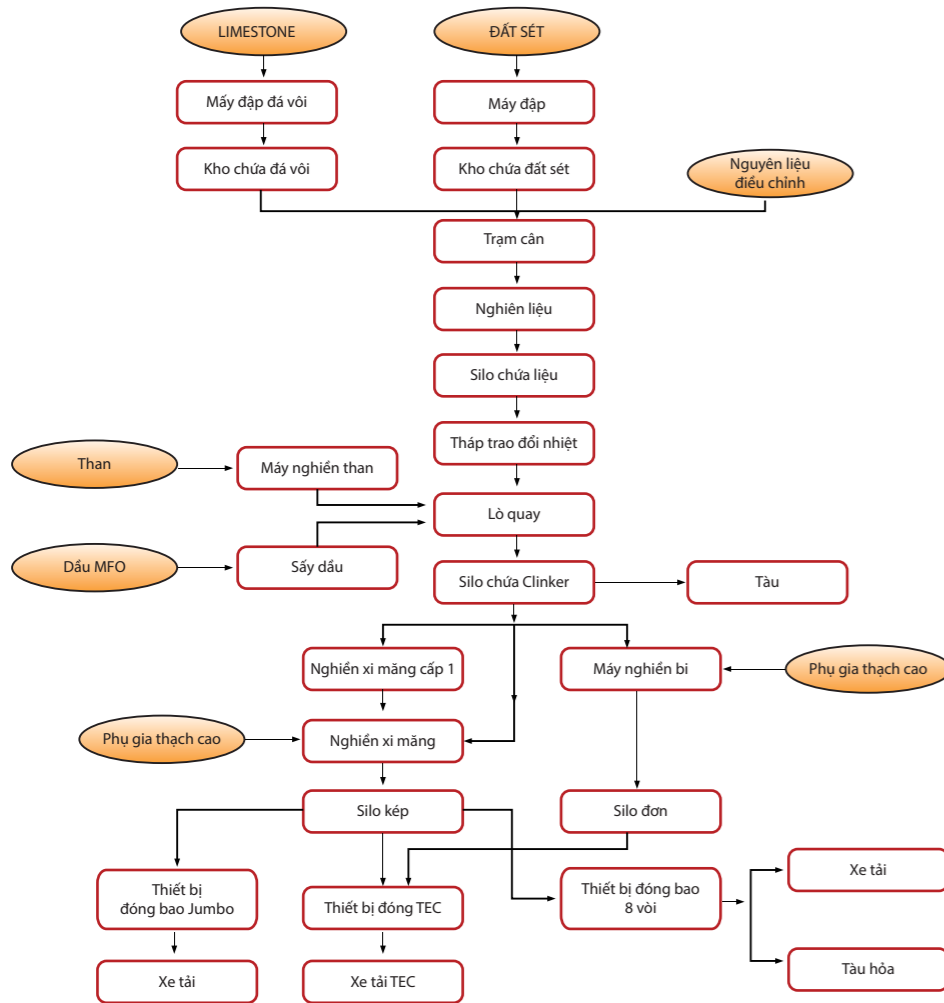 LIMESTONE
ĐẤT SÉT
Mấy đập đá vôi
Máy đập
Kho chứa đá vôi
Kho chứa đất sét
Nguyên liệu
điều chỉnh
Trạm cân
Nghiên liệu
Silo chứa liệu
Tháp trao đổi nhiệt
Than
Máy nghiền than
Lò quay
Dầu MFO
Sấy dầu
Silo chứa Clinker
Tàu
Nghiền xi măng cấp 1
Máy nghiền bi
Phụ gia thạch cao
Phụ gia thạch cao
Nghiền xi măng
Silo kép
Silo đơn
Thiết bị
đóng bao Jumbo
Thiết bị đóng TEC
Thiết bị đóng bao
8 vòi
Xe tải
Xe tải
Xe tải TEC
Tàu hỏa